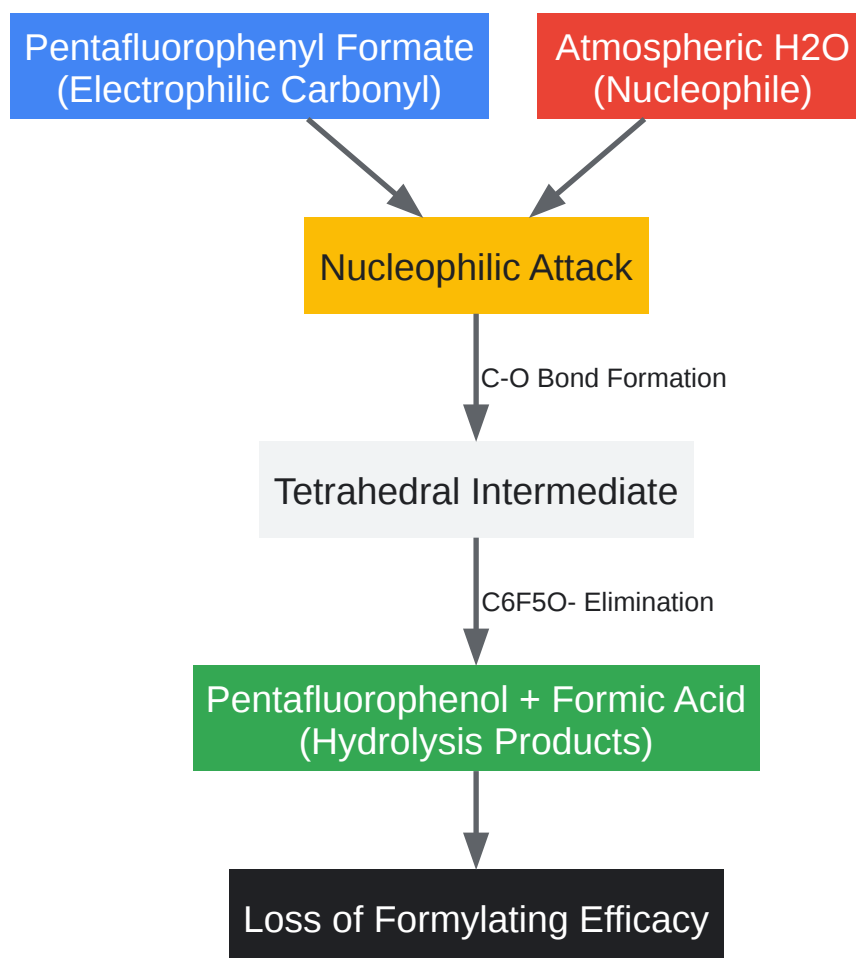 Pentafluorophenyl Formate
(Electrophilic Carbonyl)
Atmospheric H2O
(Nucleophile)
Nucleophilic Attack
C-O Bond Formation
Tetrahedral Intermediate
C6F5O- Elimination
Pentafluorophenol + Formic Acid
(Hydrolysis Products)
Loss of Formylating Efficacy